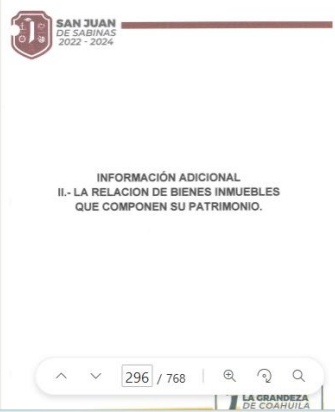 SAN JUAN
DE SABINAS
2022 - 2024
INFORMACIÓN ADICIONAL
II.- LA RELACION DE BIENES INMUEBLES
QUE COMPONEN SU PATRIMONIO.
296 / 768
LA GRANDEZA
DE COAHUILA